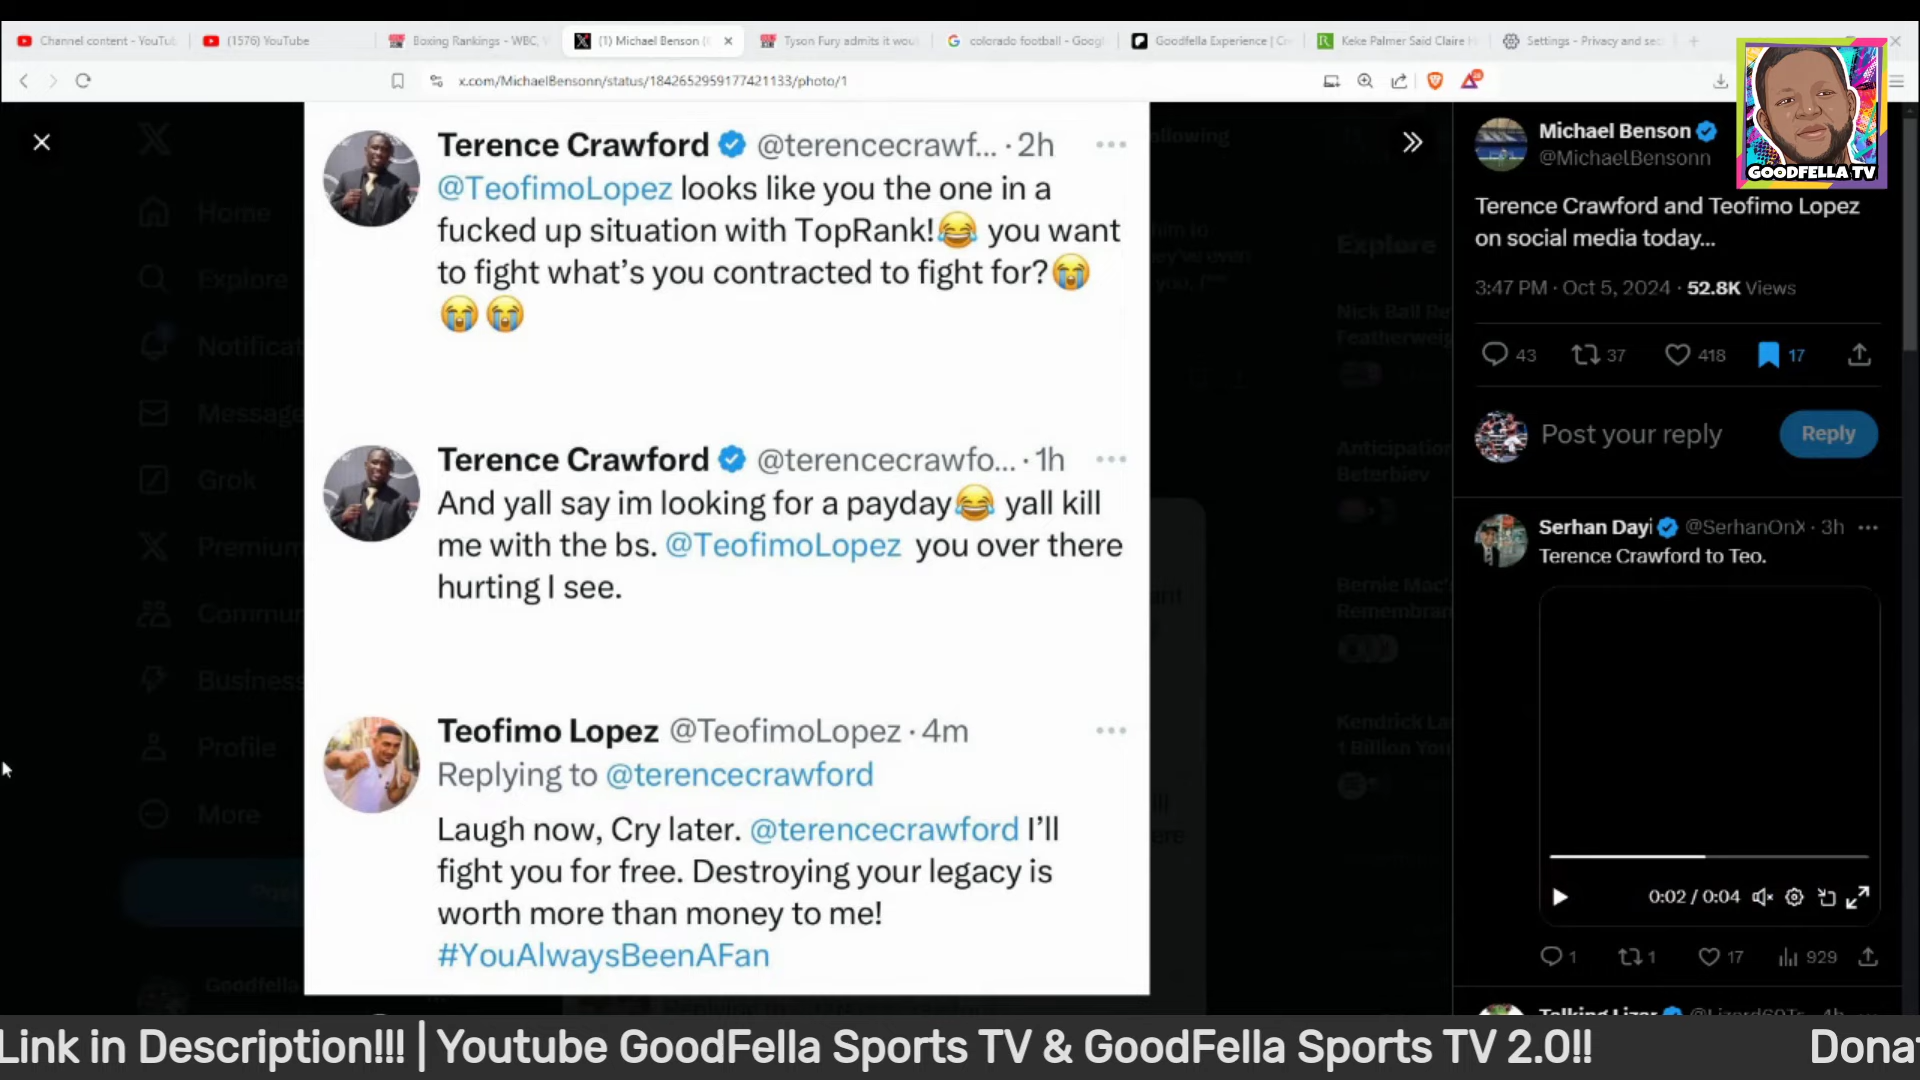 Channel content - YouTu
(1576) YouTube
Boxing Rankings - WBC, W
(1) Michael Benson (
Tyson Fury admits it wou
colorado football - Goog
Goodfella Experience | Cr
Keke Palmer Said Claire H
Settings - Privacy and sec
x.com/MichaelBensonn/status/1842652959177421133/photo/1
GOODFELLA TV
Terence Crawford @terencecrawf... · 2h
@TeofimoLopez looks like you the one in a
fucked up situation with TopRank!😂 you want
to fight what's you contracted to fight for?😭
😭😭
Terence Crawford @terencecrawfo... · 1h
And yall say im looking for a payday😂 yall kill
me with the bs. @TeofimoLopez you over there
hurting I see.
Teofimo Lopez @TeofimoLopez · 4m
Replying to @terencecrawford
Laugh now, Cry later. @terencecrawford I'll
fight you for free. Destroying your legacy is
worth more than money to me!
#YouAlwaysBeenAFan
Home
Explore
Notificat
Message
Grok
Premium
Commun
Business
Profile
More
Goodfella
ollowing
Explore
Nick Ball Re
Featherweig
Anticipation
Beterbiev
Bernie Mac's
Remembran
Kendrick La
1 Billion You
Michael Benson
@MichaelBensonn
Terence Crawford and Teofimo Lopez
on social media today...
3:47 PM · Oct 5, 2024 · 52.8K Views
43 37 418 17
Post your reply
Reply
Serhan Dayi @SerhanOnX · 3h
Terence Crawford to Teo.
0:02 / 0:04
1 1 17 929
Link in Description!!! | Youtube GoodFella Sports TV & GoodFella Sports TV 2.0!! Donat